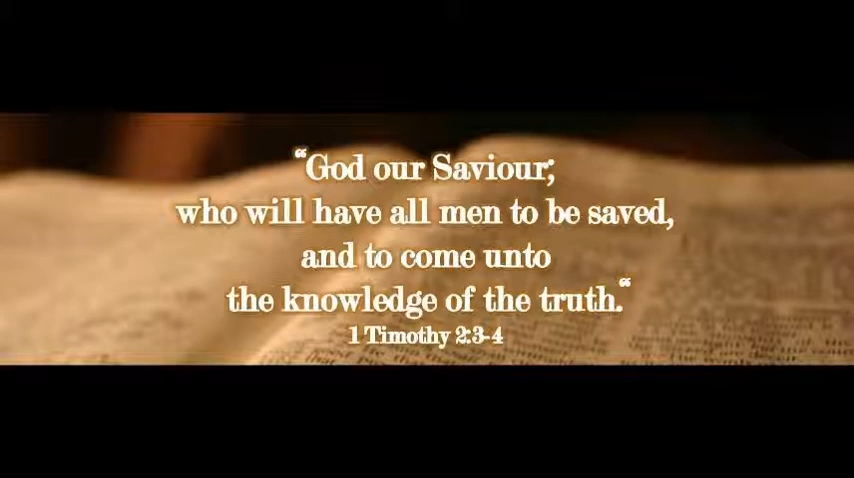 “God our Saviour;
who will have all men to be saved,
and to come unto
the knowledge of the truth.“
1 Timothy 2:3-4